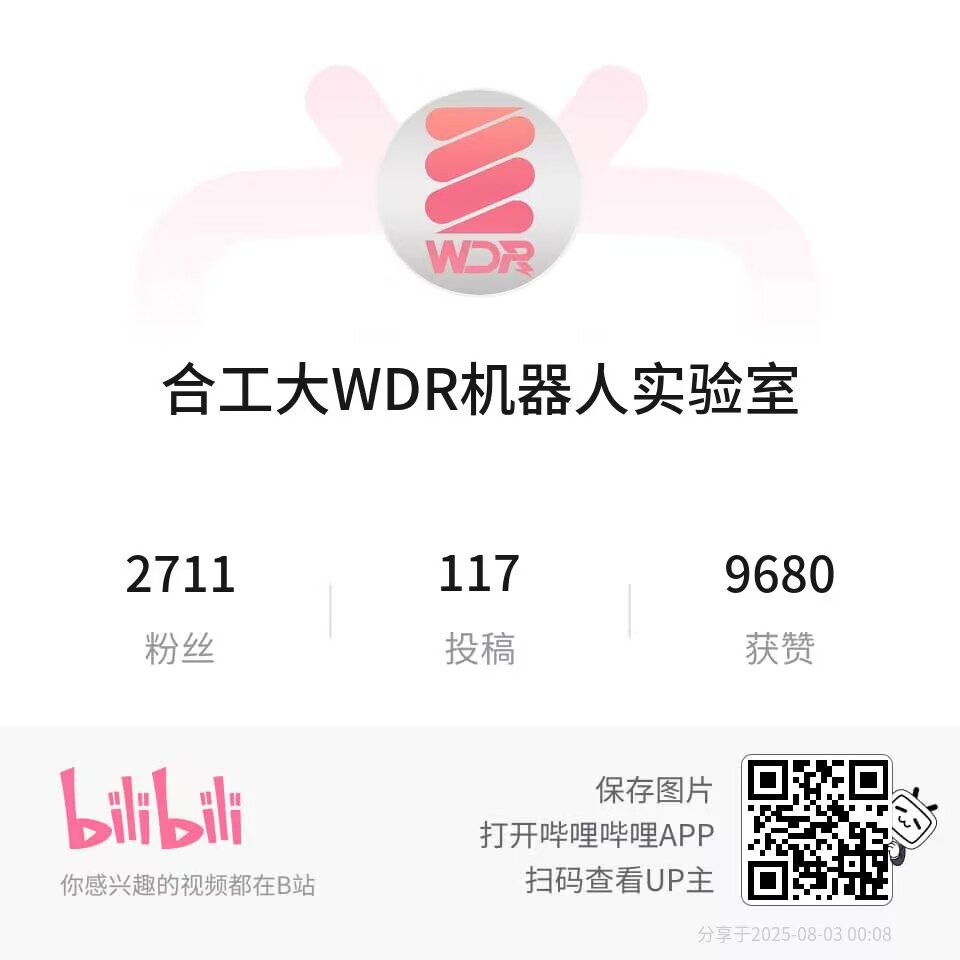 WDR
合工大WDR机器人实验室
2711
117
9680
粉丝
投稿
获赞
bilibili
你感兴趣的视频都在B站
保存图片
打开哔哩哔哩APP
扫码查看UP主
分享于2025-08-03 00:08